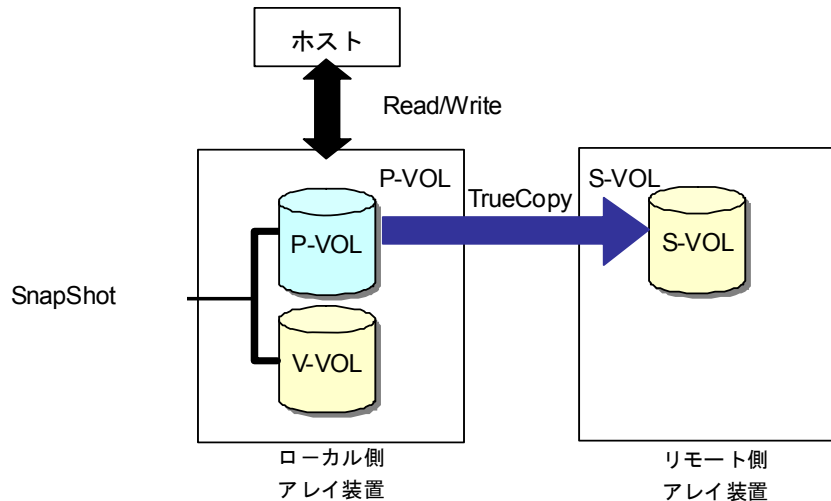 ホスト
Read/Write
P-VOL
S-VOL
TrueCopy
P-VOL
S-VOL
SnapShot
V-VOL
ローカル側
アレイ装置
リモート側
アレイ装置